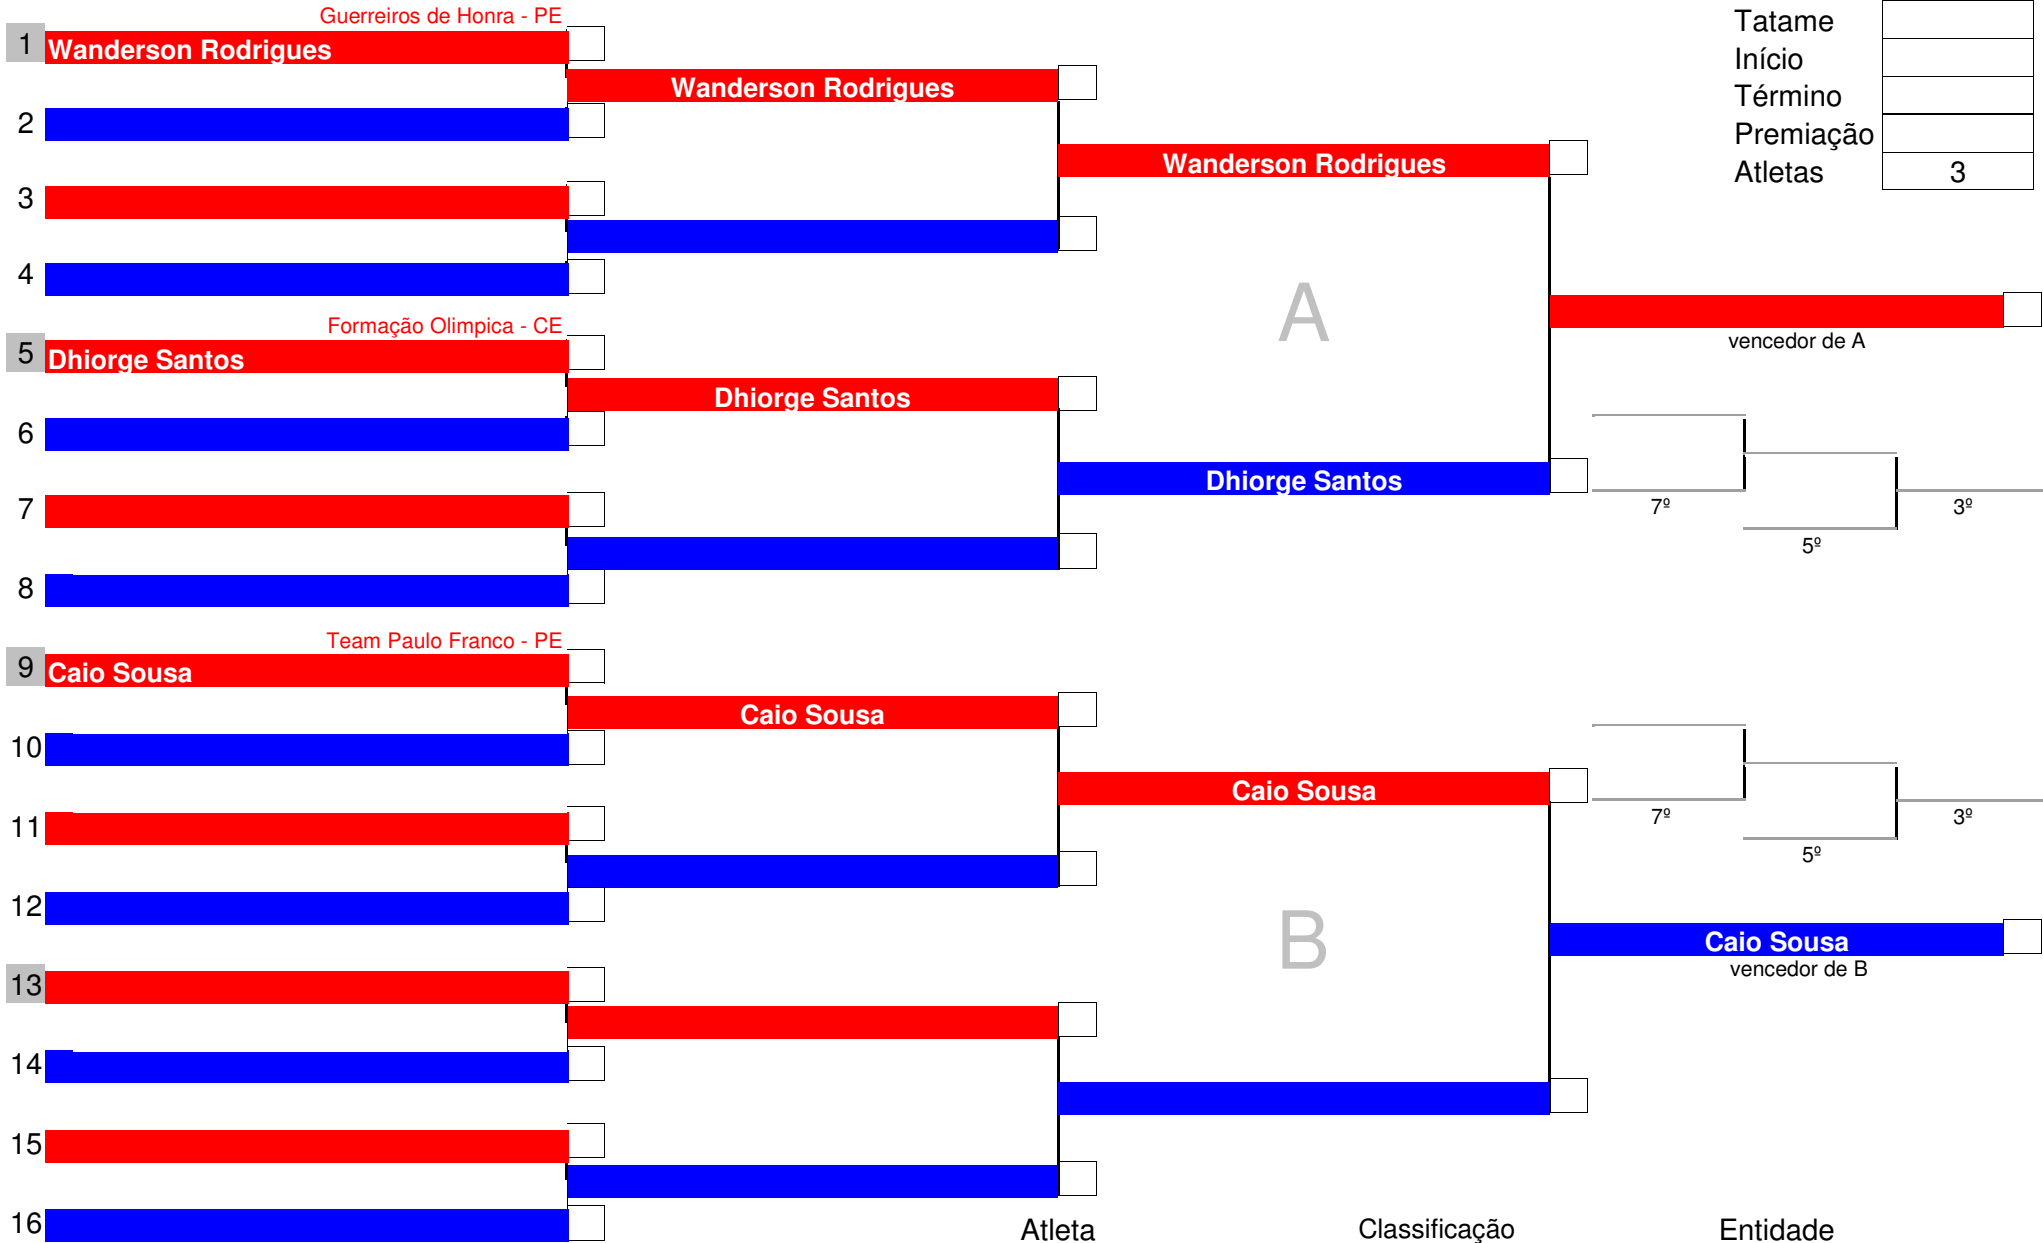 Guerreiros de Honra - PE
Tatame
1 Wanderson Rodrigues
Início
Wanderson Rodrigues
Término
2
Premiação
Wanderson Rodrigues
Atletas 3
3
4
A
Formação Olimpica - CE
vencedor de A
5 Dhiorge Santos
Dhiorge Santos
6
Dhiorge Santos
7
7º 3º
5º
8
Team Paulo Franco - PE
9 Caio Sousa
Caio Sousa
10
Caio Sousa
11
7º 3º
5º
12
B
Caio Sousa
vencedor de B
13
14
15
16
Atleta Classificação Entidade